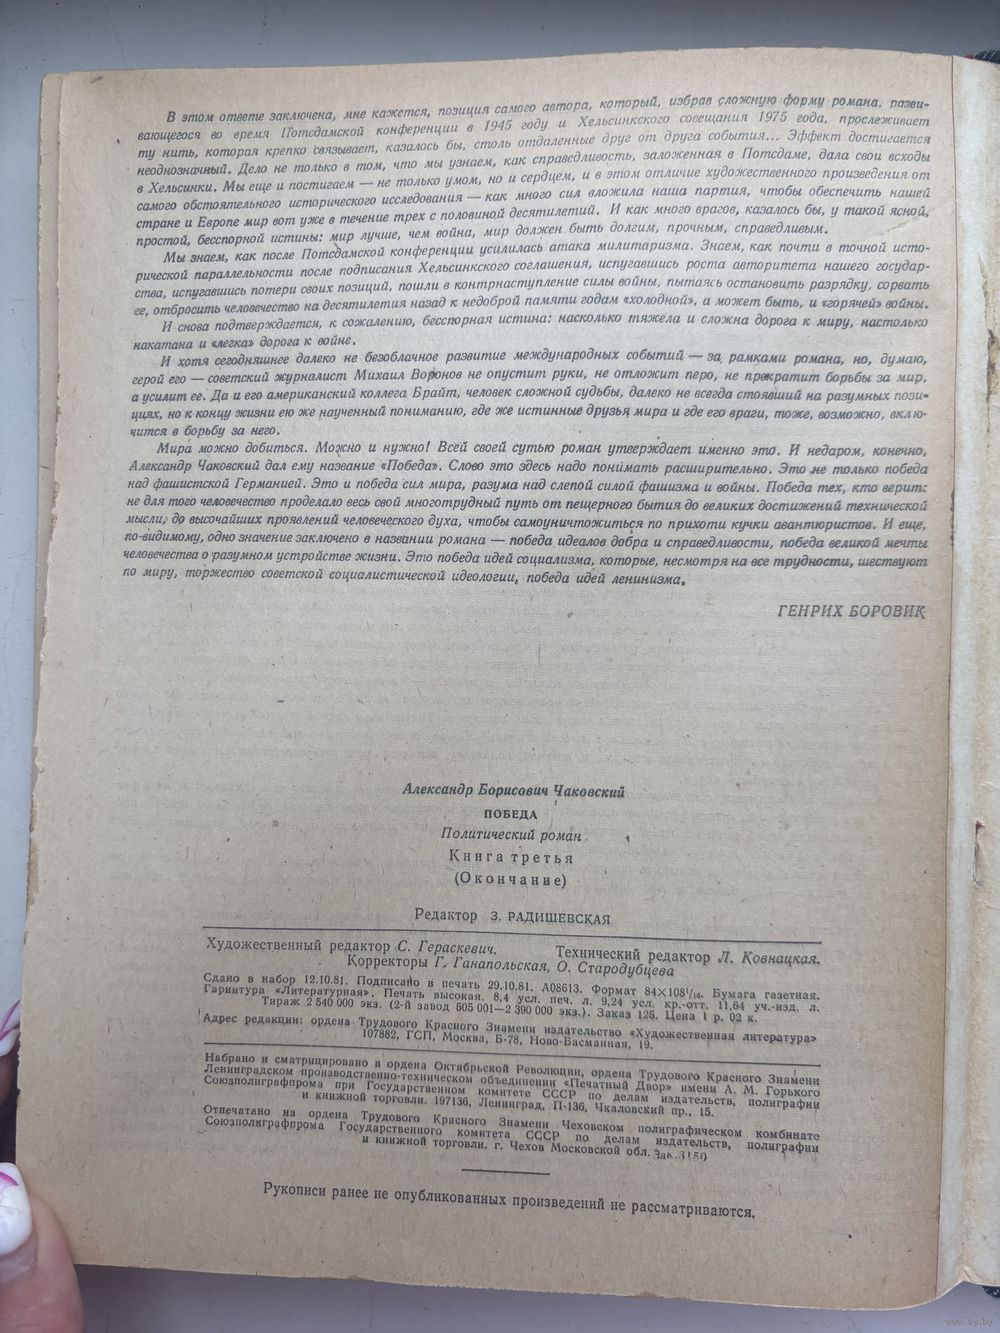 В этом ответе заключена, мне кажется, позиция самого автора, который, избрав сложную форму романа, разви-
вающегося во время Потсдамской конференции в 1945 году и Хельсинкского совещания 1975 года, прослеживает
ту нить, которая крепко связывает, казалось бы, столь отдаленные друг от друга события... Эффект достигается
неоднозначный. Дело не только в том, что мы узнаем, как справедливость, заложенная в Потсдаме, дала свои всходы
в Хельсинки. Мы еще и постигаем — не только умом, но и сердцем, и в этом отличие художественного произведения от
самого обстоятельного исторического исследования — как много сил вложила наша партия, чтобы обеспечить нашей
стране и Европе мир вот уже в течение трех с половиной десятилетий. И как много врагов, казалось бы, у такой ясной,
простой, бесспорной истины: мир лучше, чем война, мир должен быть долгим, прочным, справедливым.
Мы знаем, как после Потсдамской конференции усилилась атака милитаризма. Знаем, как почти в точной исто-
рической параллельности после подписания Хельсинкского соглашения, испугавшись роста авторитета нашего государ-
ства, испугавшись потери своих позиций, пошли в контрнаступление силы войны, пытаясь остановить разрядку, сорвать
ее, отбросить человечество на десятилетия назад к недоброй памяти годам «холодной», а может быть, и «горячей» войны.
И снова подтверждается, к сожалению, бесспорная истина: насколько тяжела и сложна дорога к миру, настолько
накатана и «легка» дорога к войне.
И хотя сегодняшнее далеко не безоблачное развитие международных событий — за рамками романа, но, думаю,
герой его — советский журналист Михаил Воронов не опустит руки, не отложит перо, не прекратит борьбы за мир,
а усилит ее. Да и его американский коллега Брайт, человек сложной судьбы, далеко не всегда стоявший на разумных пози-
циях, но к концу жизни ею же наученный пониманию, где же истинные друзья мира и где его враги, тоже, возможно, вклю-
чится в борьбу за него.
Мира можно добиться. Можно и нужно! Всей своей сутью роман утверждает именно это. И недаром, конечно,
Александр Чаковский дал ему название «Победа». Слово это здесь надо понимать расширительно. Это не только победа
над фашистской Германией. Это и победа сил мира, разума над слепой силой фашизма и войны. Победа тех, кто верит:
не для того человечество проделало весь свой многотрудный путь от пещерного бытия до великих достижений технической
мысли, до высочайших проявлений человеческого духа, чтобы самоуничтожиться по прихоти кучки авантюристов. И еще,
по-видимому, одно значение заключено в названии романа — победа идеалов добра и справедливости, победа великой мечты
человечества о разумном устройстве жизни. Это победа идей социализма, которые, несмотря на все трудности, шествуют
по миру, торжество советской социалистической идеологии, победа идей ленинизма.
ГЕНРИХ БОРОВИК
Александр Борисович Чаковский
ПОБЕДА
Политический роман
Книга третья
(Окончание)
Редактор З. РАДИШЕВСКАЯ
Художественный редактор С. Гераскевич. Технический редактор Л. Ковнацкая.
Корректоры Г. Ганапольская, О. Стародубцева
Сдано в набор 12.10.81. Подписано в печать 29.10.81. А08613. Формат 84×108¹/₁₆. Бумага газетная.
Гарнитура «Литературная». Печать высокая. 8,4 усл. печ. л. 9,24 усл. кр.-отт. 11,64 уч.-изд. л.
Тираж 2 540 000 экз. (2-й завод 505 001—2 390 000 экз.). Заказ 125. Цена 1 р. 02 к.
Адрес редакции: ордена Трудового Красного Знамени издательство «Художественная литература»
107882, ГСП, Москва, Б-78, Ново-Басманная, 19.
Набрано и сматрицировано в ордена Октябрьской Революции, ордена Трудового Красного Знамени
Ленинградском производственно-техническом объединении «Печатный Двор» имени А. М. Горького
Союзполиграфпрома при Государственном комитете СССР по делам издательств, полиграфии
и книжной торговли. 197136, Ленинград, П-136, Чкаловский пр., 15.
Отпечатано на ордена Трудового Красного Знамени Чеховском полиграфическом комбинате
Союзполиграфпрома Государственного комитета СССР по делам издательств, полиграфии
и книжной торговли. г. Чехов Московской обл. Зак. 3150
Рукописи ранее не опубликованных произведений не рассматриваются.
www.ay.by